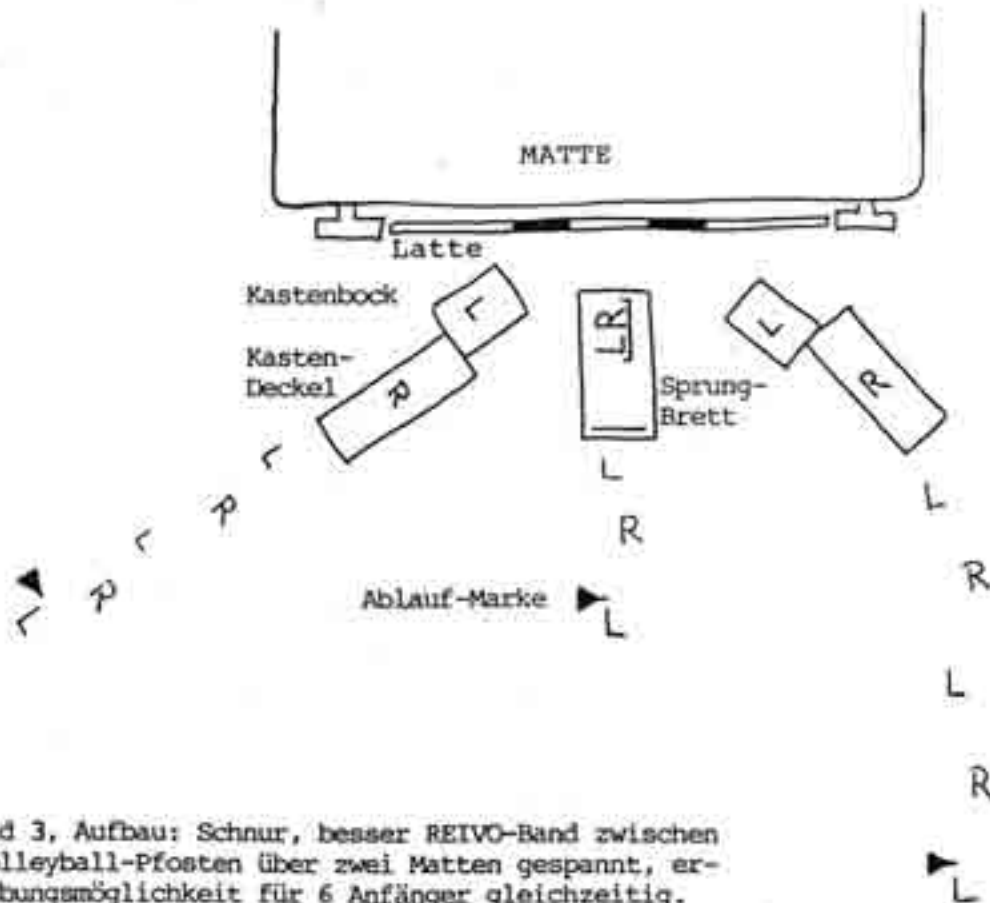 MATTE
Latte
Kastenbock
L
L
L R
Kasten-
Deckel
R
R
Sprung-
Brett
L
L
L
R
R
L
R
R
Ablauf-Marke
L
L
L
R
d 3, Aufbau: Schnur, besser REIVO-Band zwischen
lleyball-Pfosten über zwei Matten gespannt, er-
bungsmöglichkeit für 6 Anfänger gleichzeitig.
L